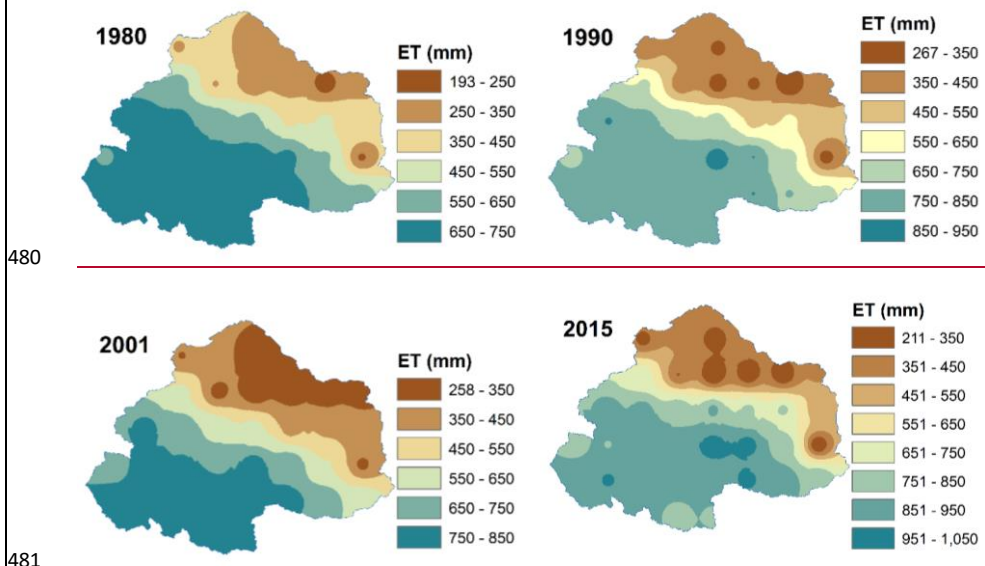 1980
ET (mm)
193 - 250
250 - 350
350 - 450
450 - 550
550 - 650
650 - 750
1990
ET (mm)
267 - 350
350 - 450
450 - 550
550 - 650
650 - 750
750 - 850
850 - 950
480
2001
ET (mm)
258 - 350
350 - 450
450 - 550
550 - 650
650 - 750
750 - 850
2015
ET (mm)
211 - 350
351 - 450
451 - 550
551 - 650
651 - 750
751 - 850
851 - 950
951 - 1,050
481